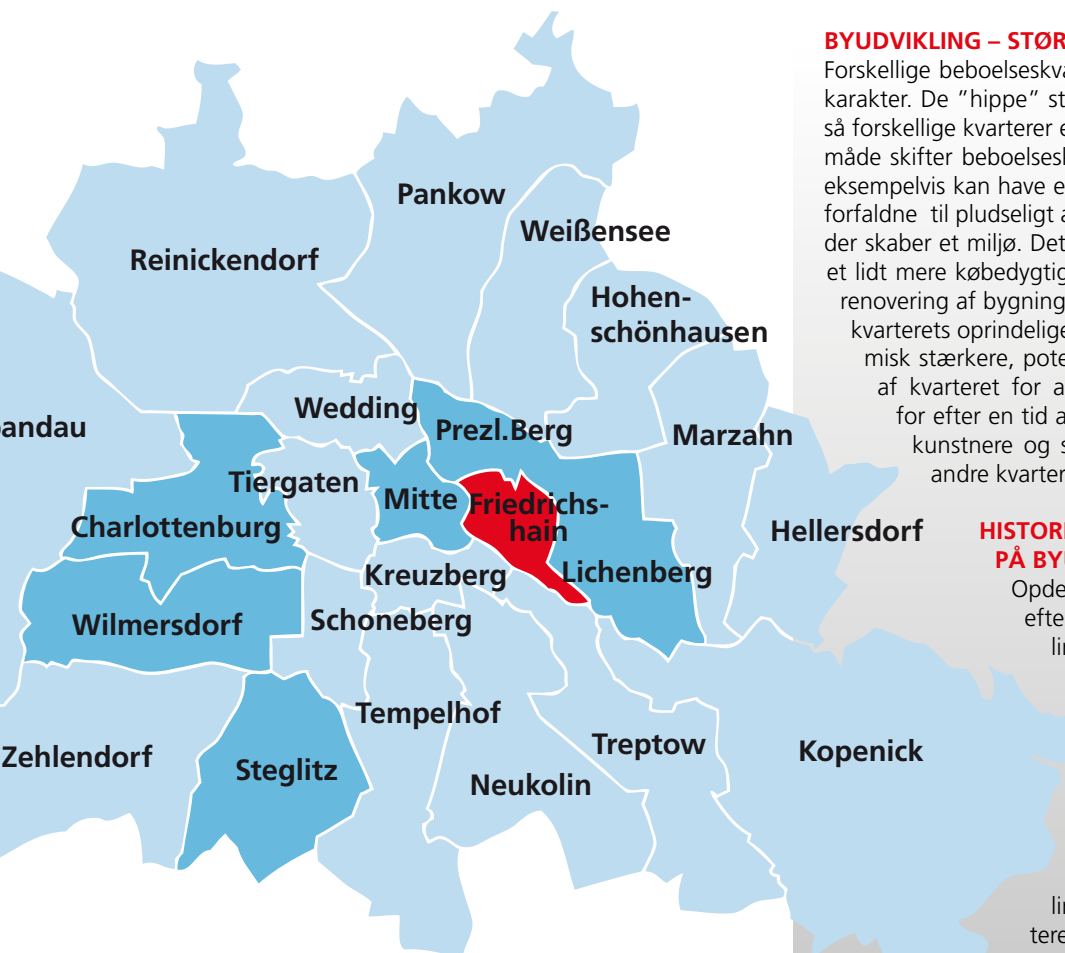 Pankow
Weißensee
Reinickendorf
Hohen-
schönhausen
Wedding
andau
Prezl.Berg
Marzahn
Tiergaten
Mitte
Friedrichs-
hain
Charlottenburg
Hellersdorf
Kreuzberg
Lichenberg
Wilmersdorf
Schoneberg
Tempelhof
Treptow
Kopenick
Zehlendorf
Steglitz
Neukolin
BYUDVIKLING – STØR
Forskellige beboelseskva
karakter. De ”hippe” st
så forskellige kvarterer e
måde skifter beboelsesk
eksempelvis kan have e
forfaldne til pludseligt a
der skaber et miljø. Det
et lidt mere købedygtig
renovering af bygning
kvarterets oprindelige
misk stærkere, pote
af kvarteret for a
for efter en tid a
kunstnere og s
andre kvarter
HISTORI
PÅ BYU
Opde
efte
lin
lin
tere